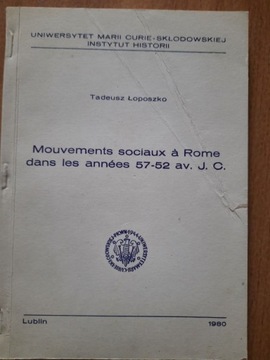 UNIWERSYTET MARII CURIE-SKŁODOWSKIEJ
INSTYTUT HISTORII
Tadeusz Łoposzko
Mouvements sociaux à Rome
dans les années 57-52 av. J. C.
Lublin
1980